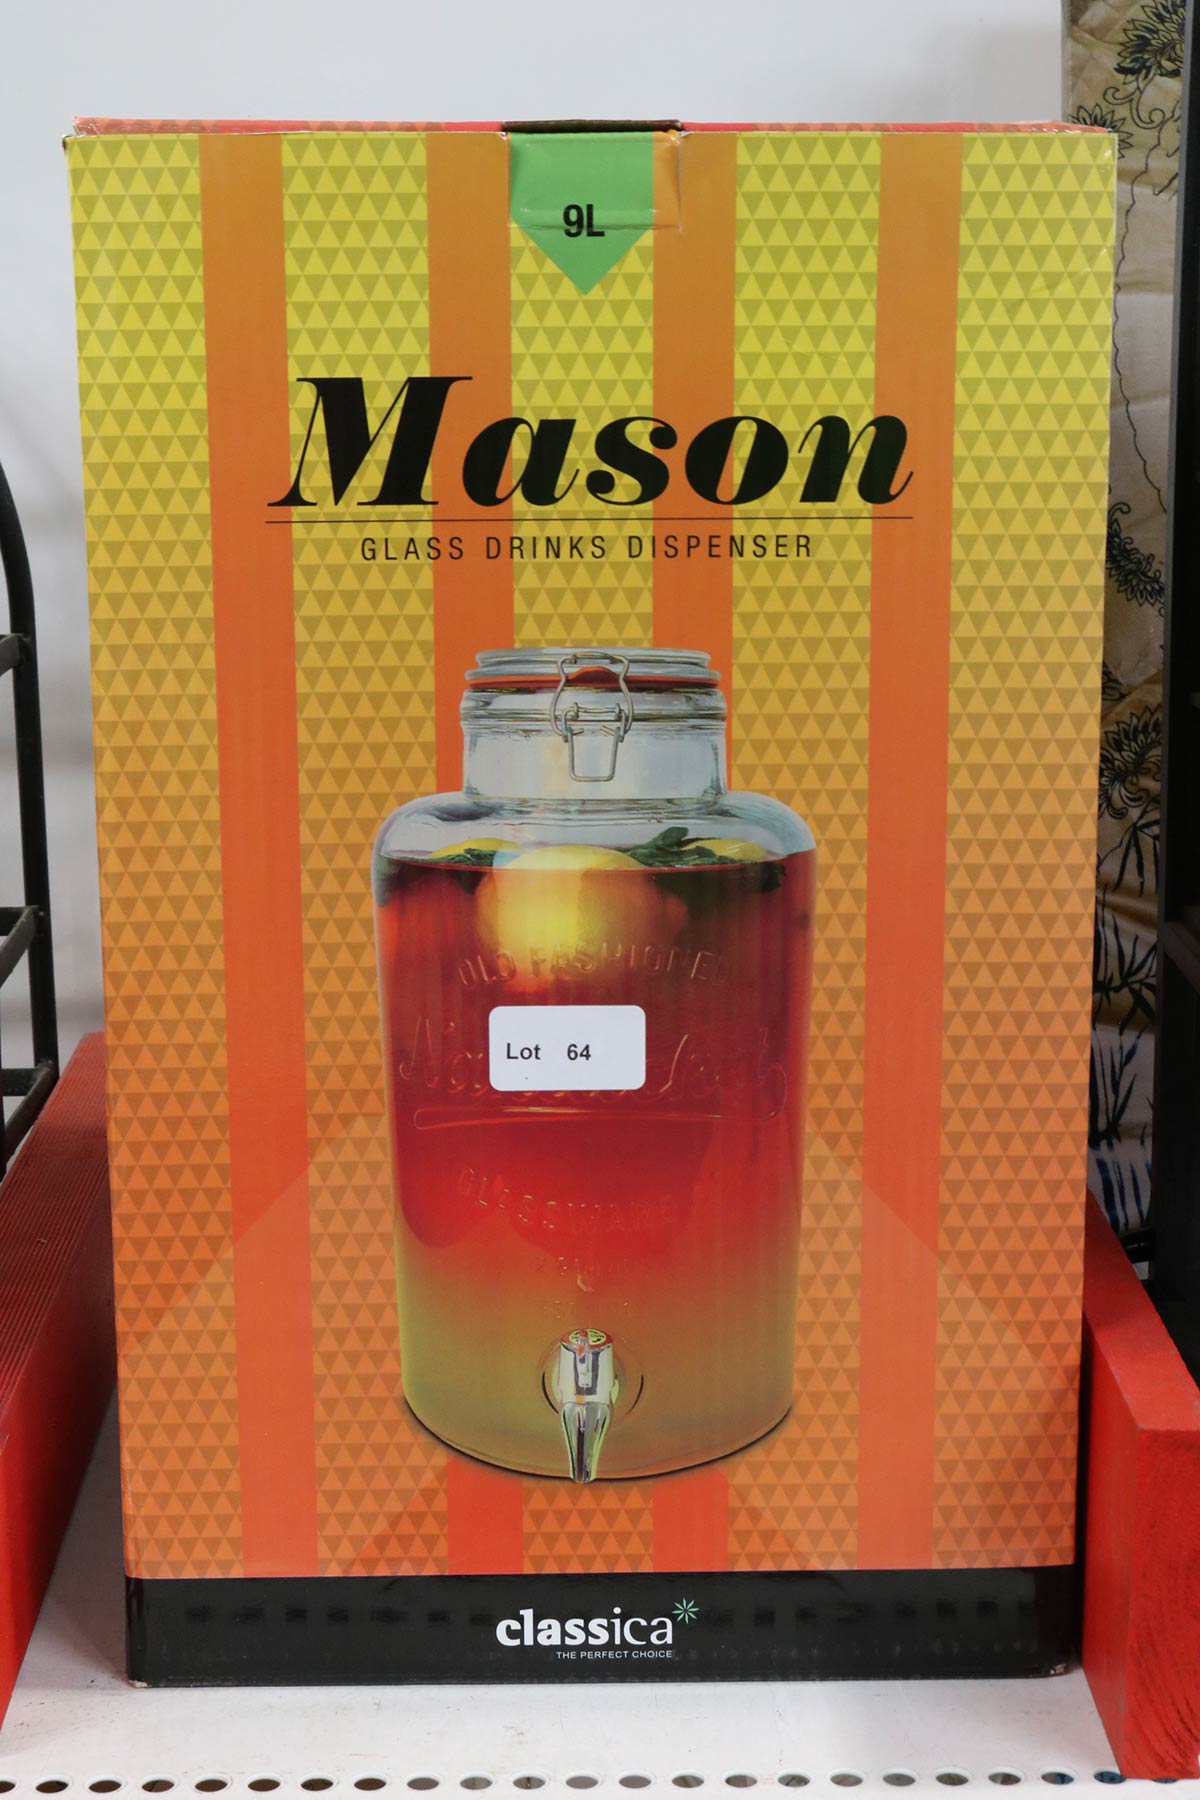 9L
Mason
GLASS DRINKS DISPENSER
OLD FASHIONED
Lot 64
GLASSWARE
classica
THE PERFECT CHOICE